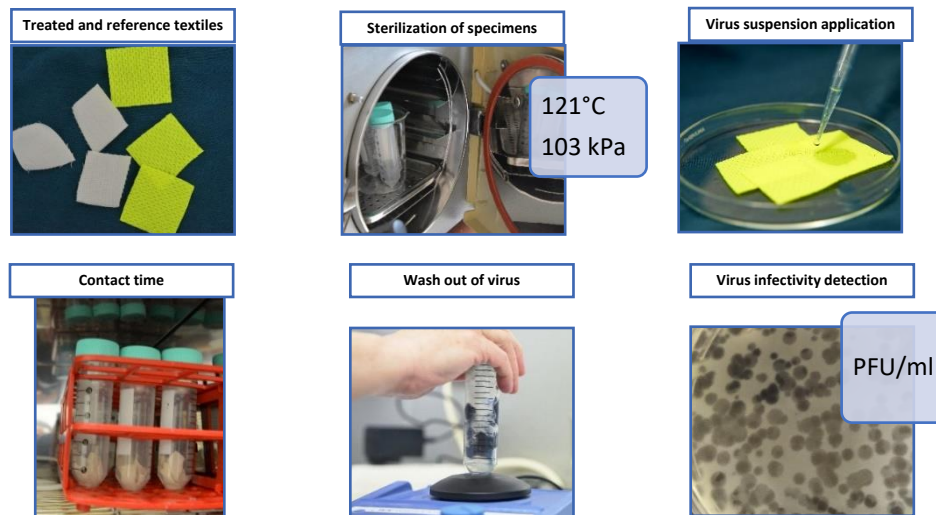 Treated and reference textiles
Sterilization of specimens
Virus suspension application
121°C
103 kPa
Contact time
Wash out of virus
Virus infectivity detection
PFU/ml